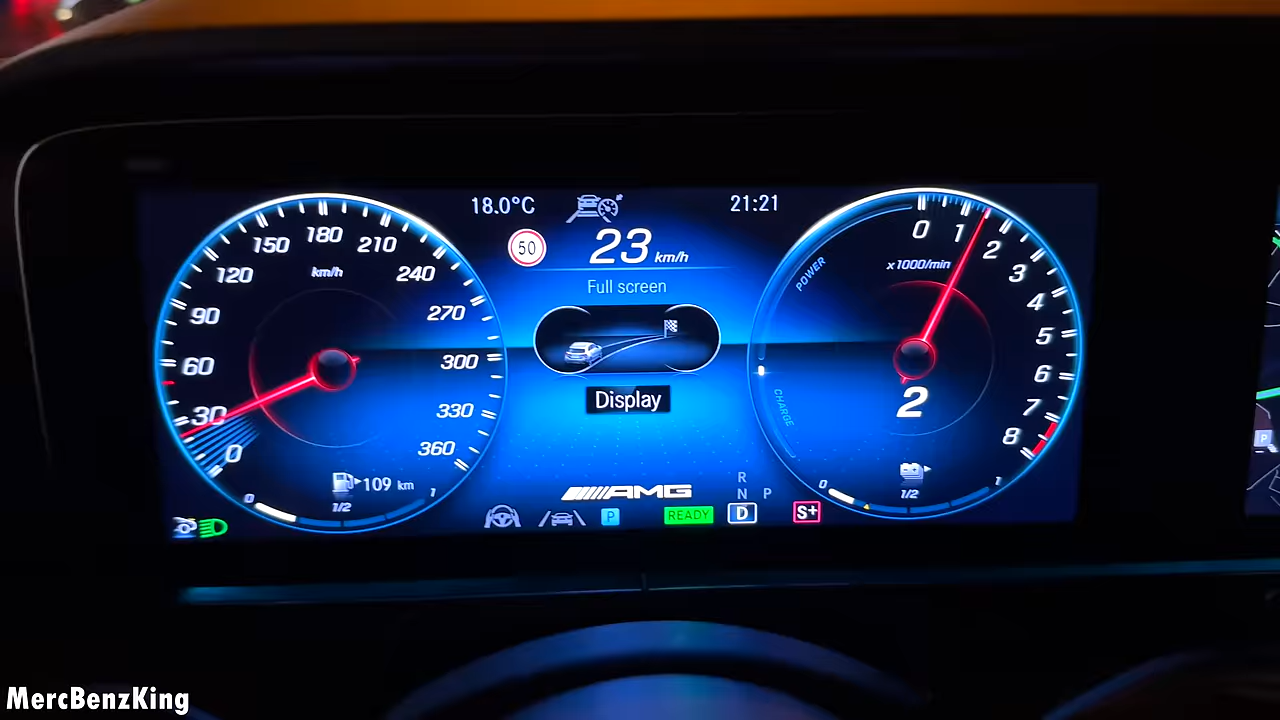 18.0°C
21:21
50
23 km/h
Full screen
Display
AMG
READY
R
N P
D
S+
P
km/h
0
30
60
90
120
150
180
210
240
270
300
330
360
109 km
0 1/2 1
POWER
CHARGE
x1000/min
0
1
2
3
4
5
6
7
8
2
0 1/2 1
P
MercBenzKing